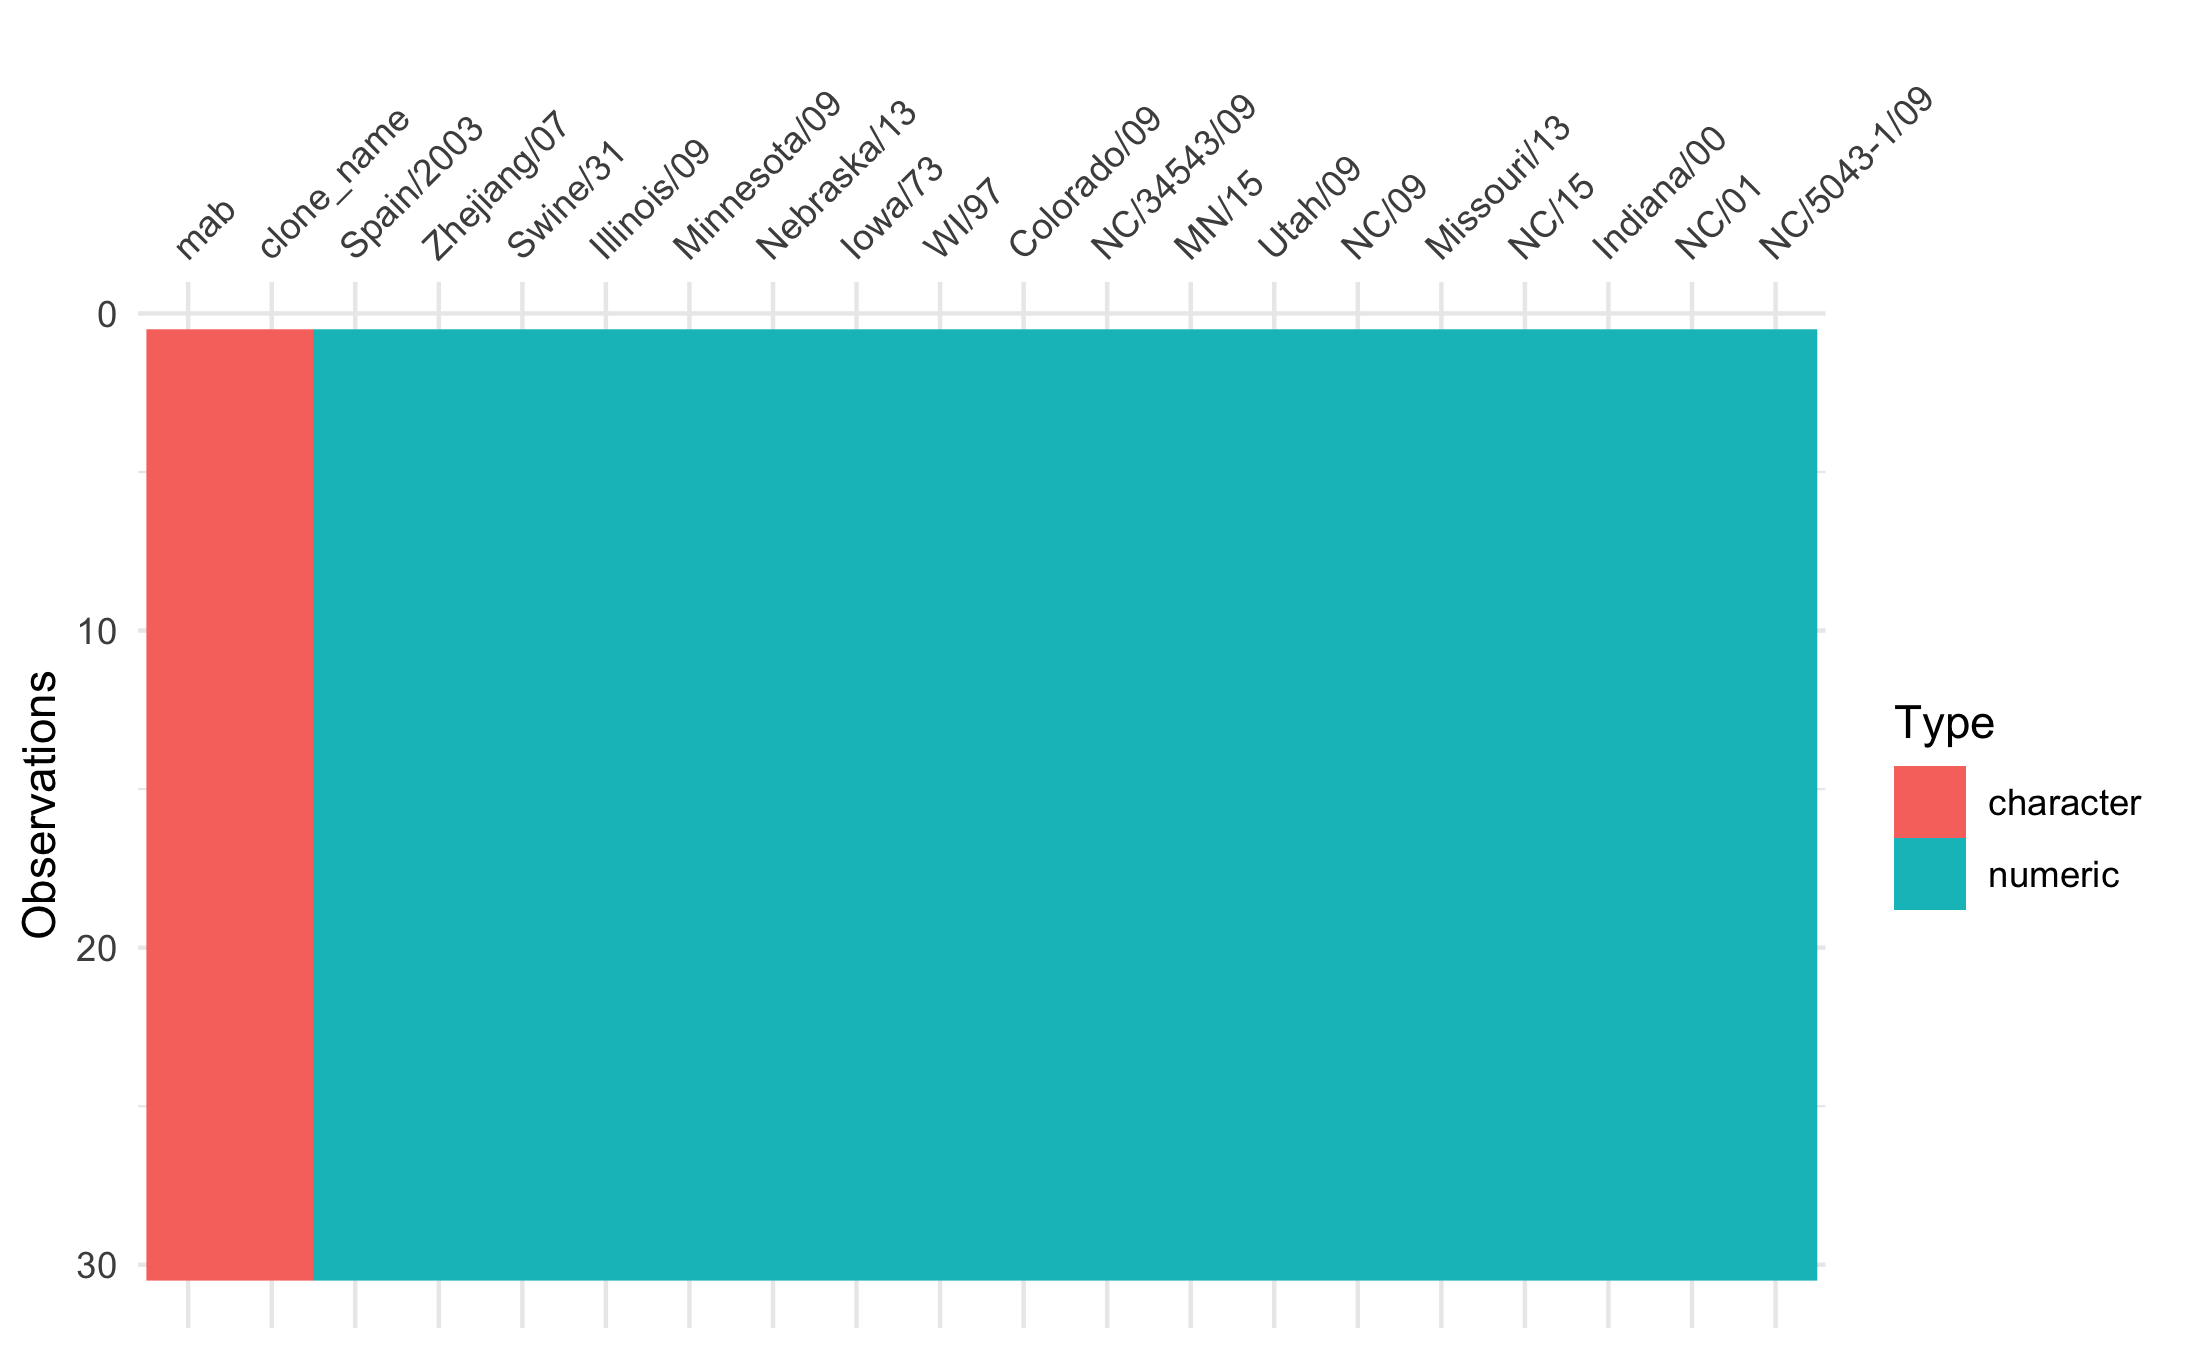 mab
clone_name
Spain/2003
Zhejiang/07
Swine/31
Illinois/09
Minnesota/09
Nebraska/13
Iowa/73
WI/97
Colorado/09
NC/34543/09
MN/15
Utah/09
NC/09
Missouri/13
NC/15
Indiana/00
NC/01
NC/5043-1/09
0
10
20
30
Observations
Type
character
numeric